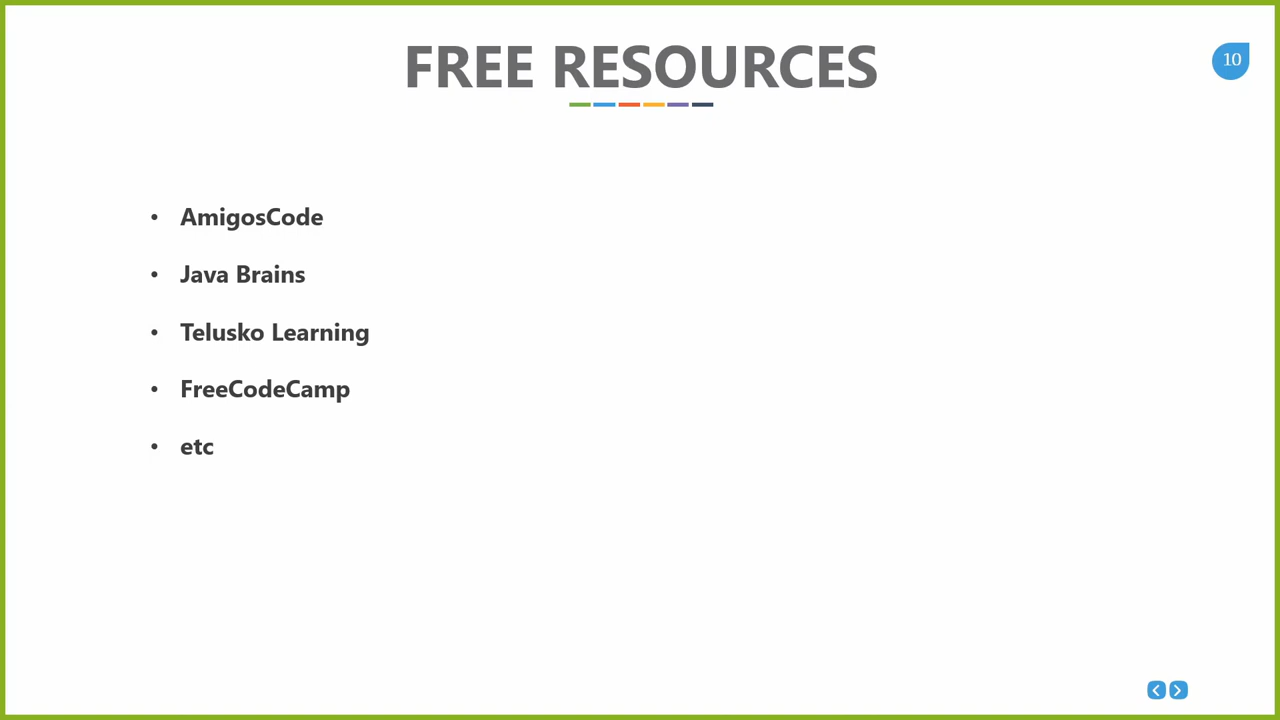 FREE RESOURCES
10
• AmigosCode
• Java Brains
• Telusko Learning
• FreeCodeCamp
• etc